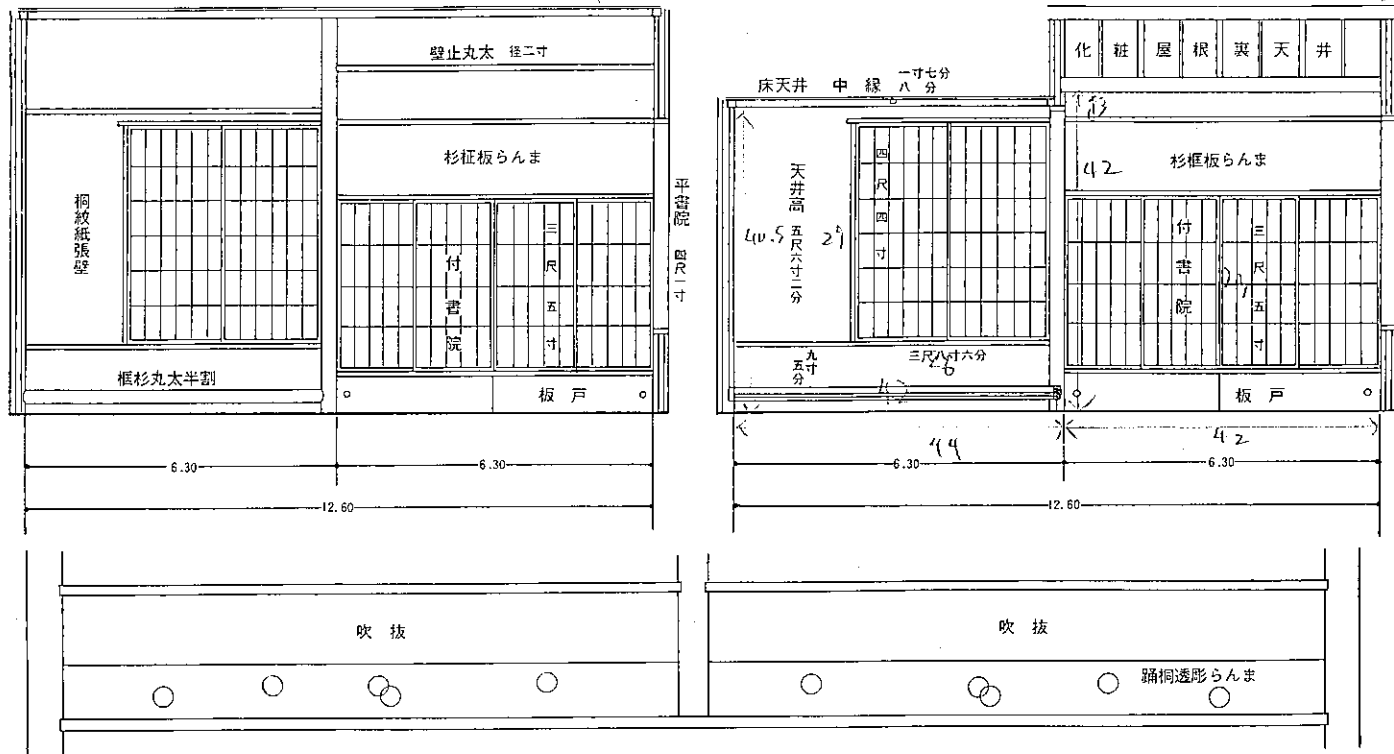 壁止丸太 径二寸
杉柾板らんま
桐紋紙張壁
付書院
三尺五寸
平書院 四尺一寸
框杉丸太半割
板戸
6.30
6.30
12.60
化粧屋根裏天井
床天井 中縁 一寸七分
八分
杉框板らんま
天井高 五尺六寸二分
四尺四寸
付書院
三尺五寸
九寸五分
三尺八寸六分
板戸
40.5
42
44
42
6.30
6.30
12.60
吹抜
吹抜
踊桐透彫らんま